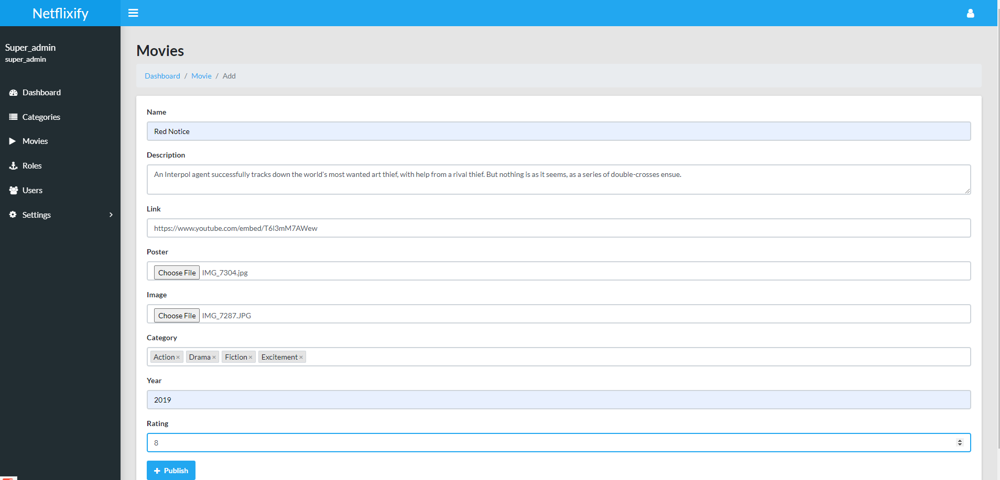 Netflixify
Super_admin
super_admin
Dashboard
Categories
Movies
Roles
Users
Settings
Movies
Dashboard / Movie / Add
Name
Red Notice
Description
An Interpol agent successfully tracks down the world's most wanted art thief, with help from a rival thief. But nothing is as it seems, as a series of double-crosses ensue.
Link
https://www.youtube.com/embed/T6l3mM7AWew
Poster
Choose File IMG_7304.jpg
Image
Choose File IMG_7287.JPG
Category
Action× Drama× Fiction× Excitement×
Year
2019
Rating
8
+ Publish